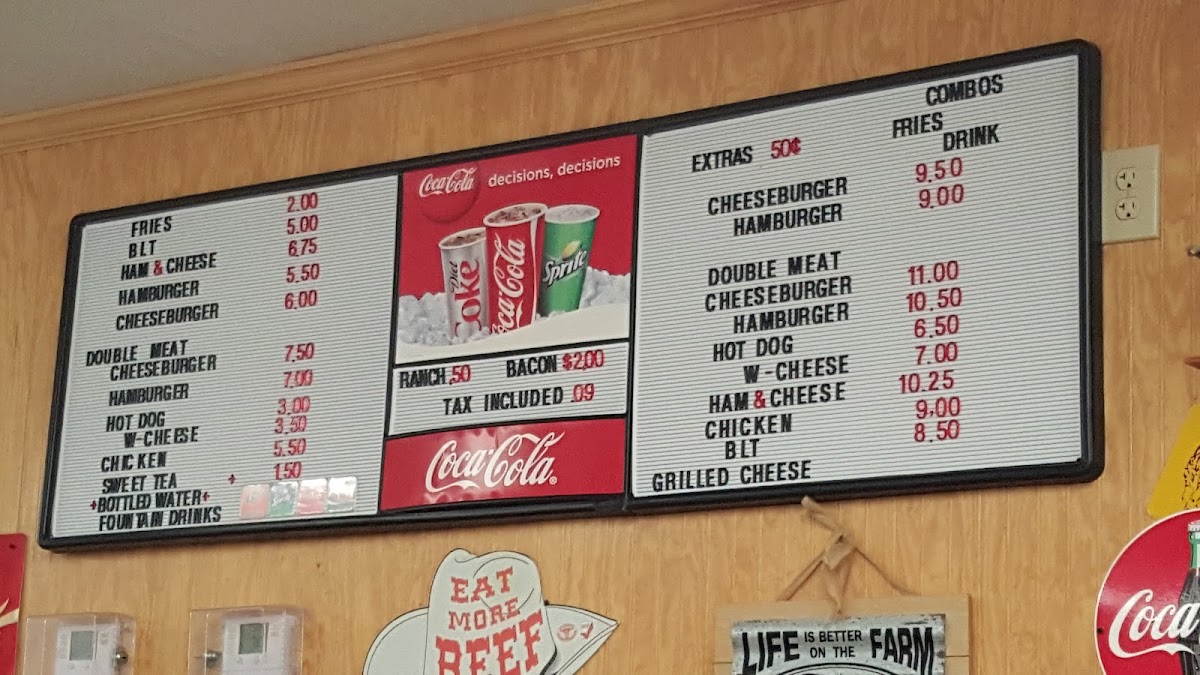 FRIES 2.00
BLT 5.00
HAM & CHEESE 6.75
HAMBURGER 5.50
CHEESEBURGER 6.00
DOUBLE MEAT
CHEESEBURGER 7.50
HAMBURGER 7.00
HOT DOG 3.00
W-CHEESE 3.50
CHICKEN 5.50
SWEET TEA 1.50
BOTTLED WATER
FOUNTAIN DRINKS
Coca-Cola decisions, decisions
Diet Coke
Coca-Cola
Sprite
RANCH .50 BACON $2.00
TAX INCLUDED .09
Coca-Cola
COMBOS
FRIES
EXTRAS 50¢ DRINK
CHEESEBURGER 9.50
HAMBURGER 9.00
DOUBLE MEAT
CHEESEBURGER 11.00
HAMBURGER 10.50
HOT DOG 6.50
W-CHEESE 7.00
HAM & CHEESE 10.25
CHICKEN 9.00
BLT 8.50
GRILLED CHEESE
EAT
MORE
BEEF
LIFE IS BETTER ON THE FARM
Coca